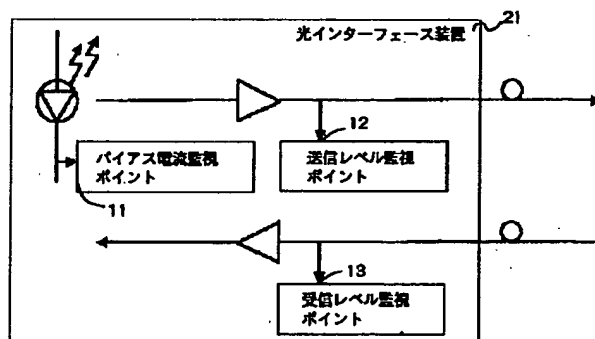 光インターフェース装置
21
12
バイアス電流監視
ポイント
送信レベル監視
ポイント
11
13
受信レベル監視
ポイント